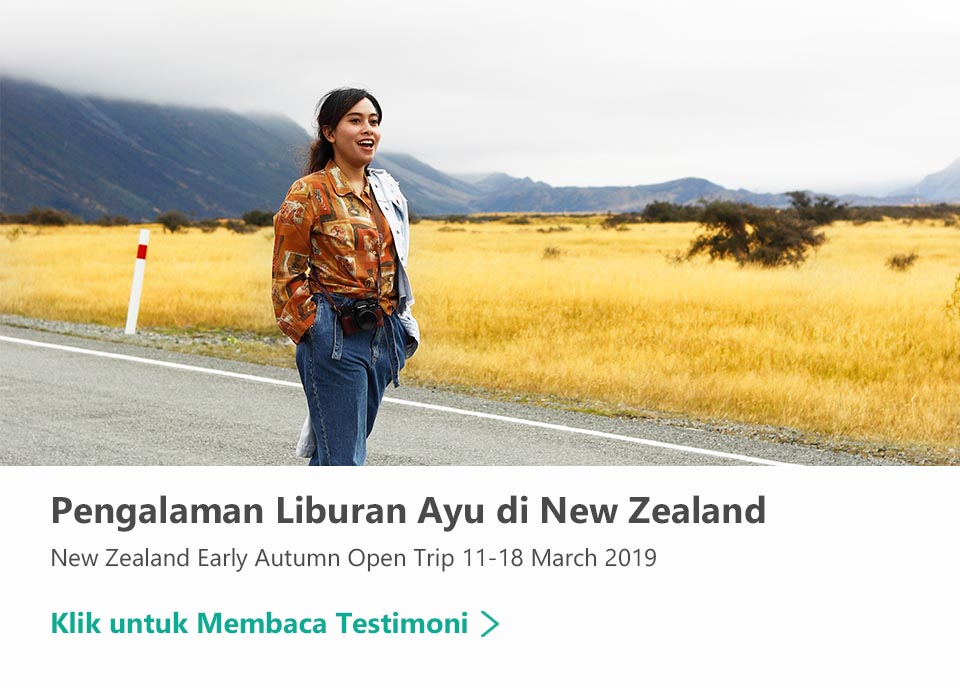 Pengalaman Liburan Ayu di New Zealand
New Zealand Early Autumn Open Trip 11-18 March 2019
Klik untuk Membaca Testimoni